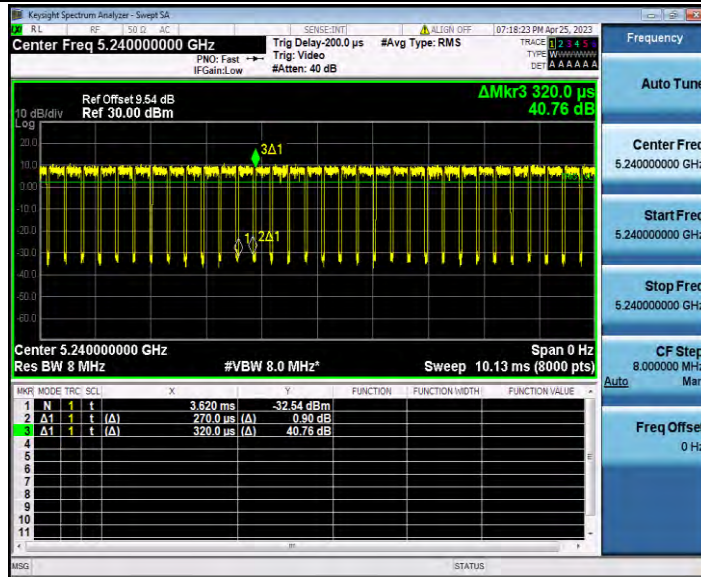 Keysight Spectrum Analyzer - Swept SA
RL RF 50 Ω AC SENSE:INT ALIGN OFF 07:18:23 PM Apr 25, 2023
Center Freq 5.240000000 GHz
PNO: Fast
IFGain:Low
Trig Delay-200.0 µs
Trig: Video
#Atten: 40 dB
#Avg Type: RMS
TRACE 1 2 3 4 5 6
TYPE W
DET A A A A A A
ΔMkr3 320.0 µs
40.76 dB
Ref Offset 9.54 dB
10 dB/div Ref 30.00 dBm
Log
20.0
10.0
0.00
-10.0
-20.0
-30.0
-40.0
-50.0
-60.0
3Δ1
1 2Δ1
Center 5.240000000 GHz Span 0 Hz
Res BW 8 MHz #VBW 8.0 MHz* Sweep 10.13 ms (8000 pts)
MKR MODE TRC SCL X Y FUNCTION FUNCTION WIDTH FUNCTION VALUE
1 N 1 t 3.620 ms -32.54 dBm
2 Δ1 1 t (Δ) 270.0 µs (Δ) 0.90 dB
3 Δ1 1 t (Δ) 320.0 µs (Δ) 40.76 dB
4
5
6
7
8
9
10
11
MSG STATUS
Frequency
Auto Tune
Center Freq
5.240000000 GHz
Start Freq
5.240000000 GHz
Stop Freq
5.240000000 GHz
CF Step
8.000000 MHz
Auto Man
Freq Offset
0 Hz